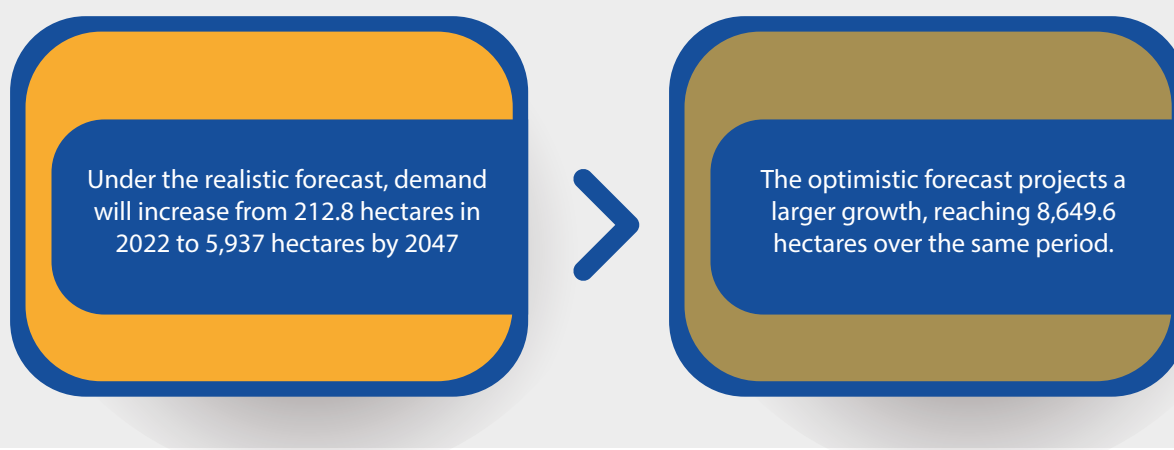 Under the realistic forecast, demand
will increase from 212.8 hectares in
2022 to 5,937 hectares by 2047
The optimistic forecast projects a
larger growth, reaching 8,649.6
hectares over the same period.